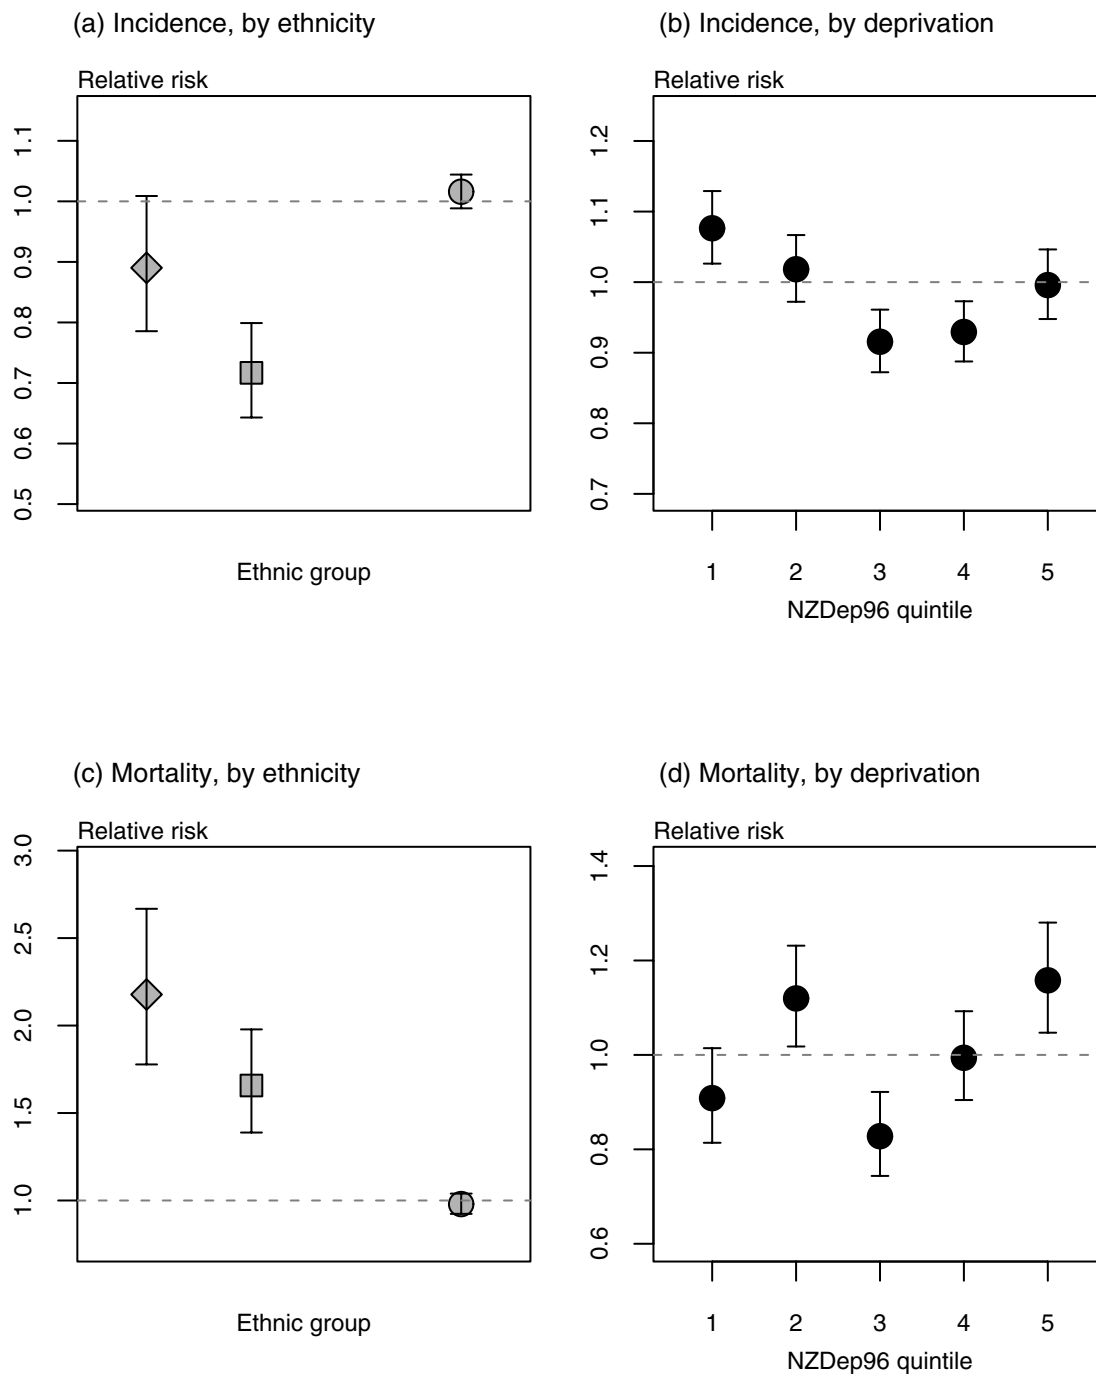 (a) Incidence, by ethnicity
Relative risk
1.1
1.0
0.9
0.8
0.7
0.6
0.5
Ethnic group
(b) Incidence, by deprivation
Relative risk
1.2
1.1
1.0
0.9
0.8
0.7
1 2 3 4 5
NZDep96 quintile
(c) Mortality, by ethnicity
Relative risk
3.0
2.5
2.0
1.5
1.0
Ethnic group
(d) Mortality, by deprivation
Relative risk
1.4
1.2
1.0
0.8
0.6
1 2 3 4 5
NZDep96 quintile